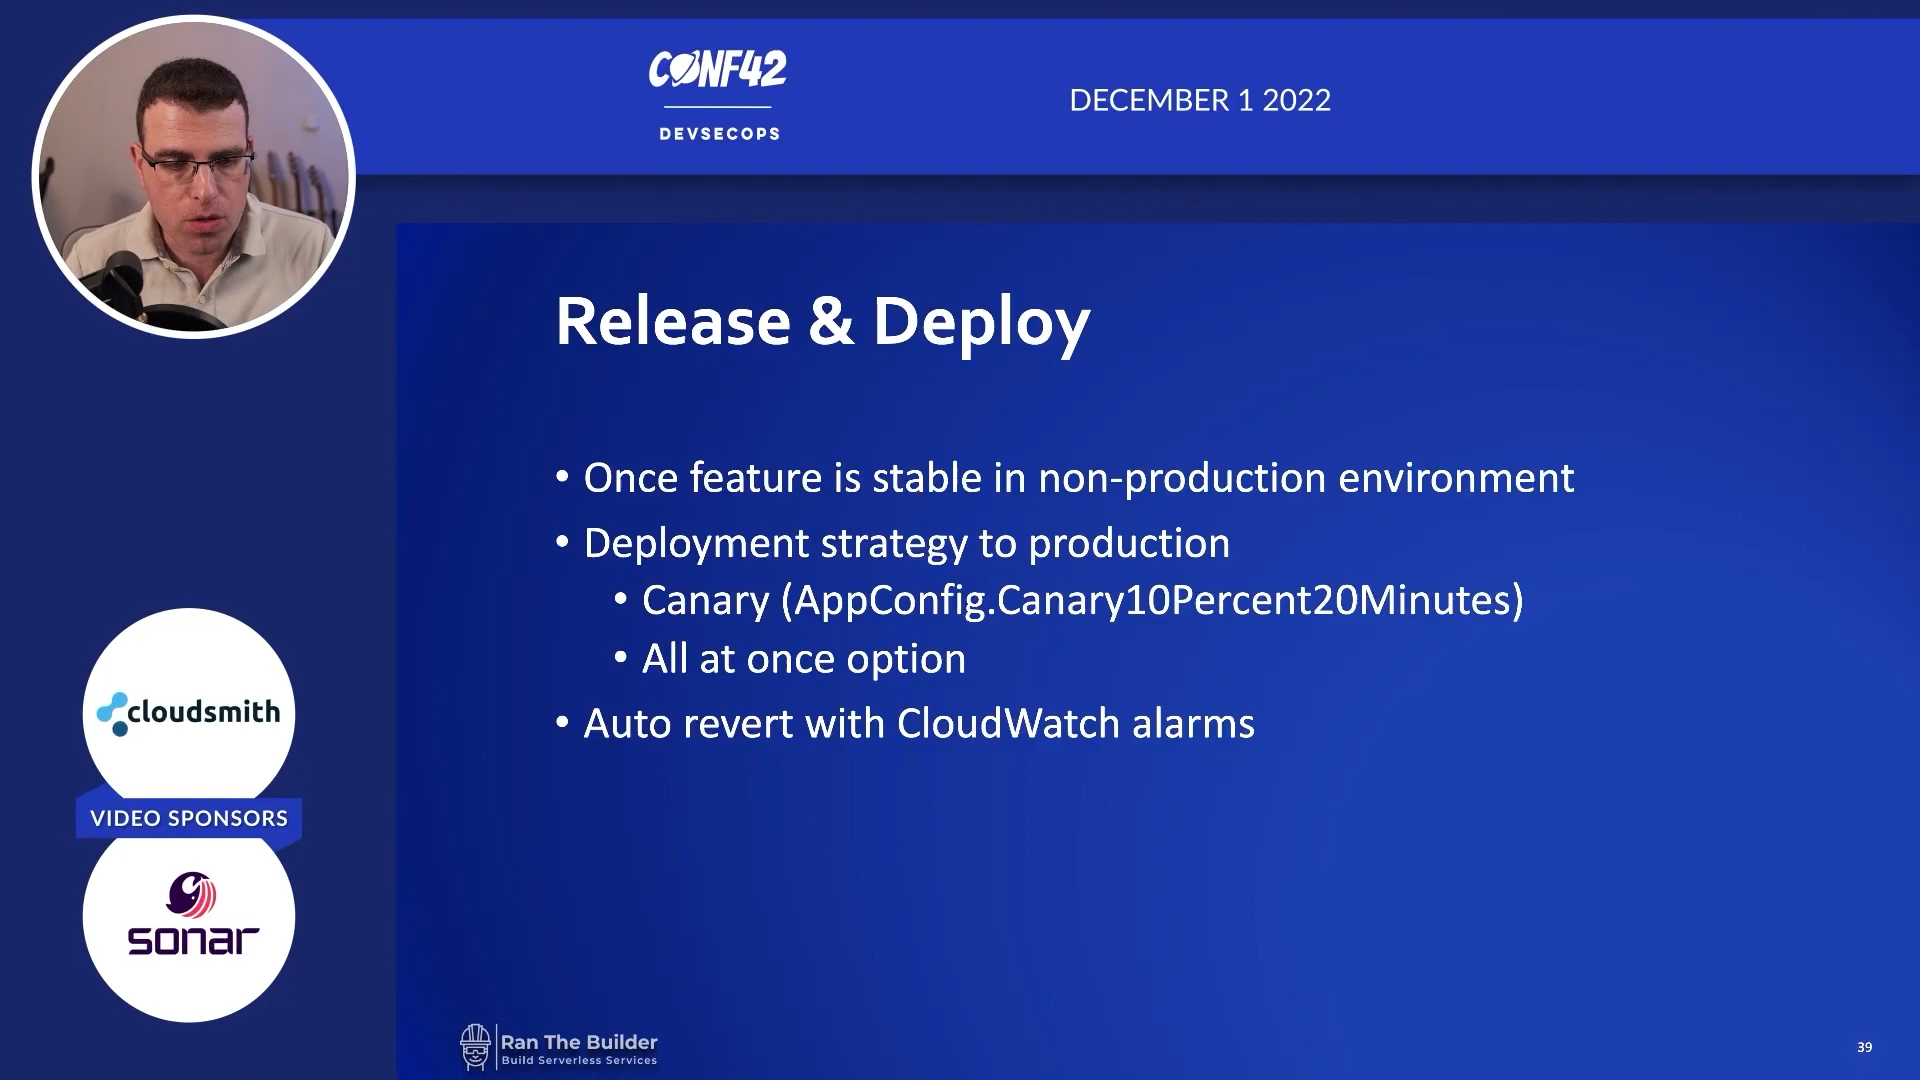 CONF42
DEVSECOPS
DECEMBER 1 2022
Release & Deploy
• Once feature is stable in non-production environment
• Deployment strategy to production
• Canary (AppConfig.Canary10Percent20Minutes)
• All at once option
• Auto revert with CloudWatch alarms
cloudsmith
VIDEO SPONSORS
sonar
Ran The Builder
Build Serverless Services
39